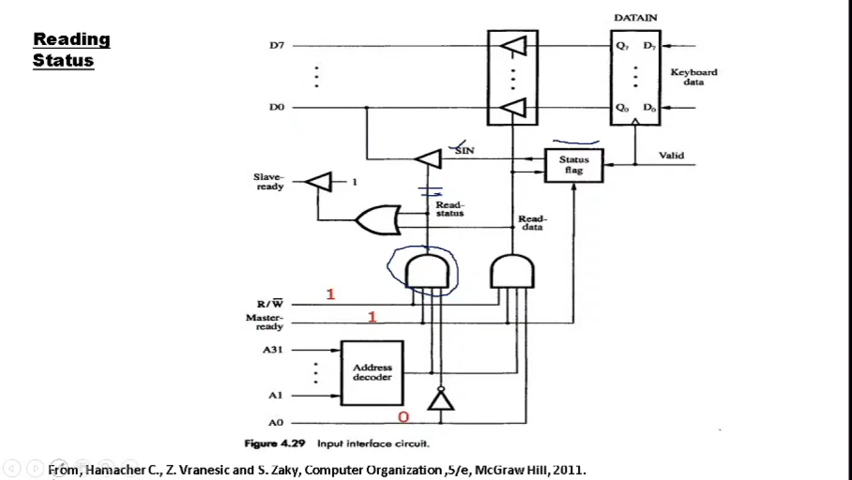 Reading
Status
DATAIN
D7
Q7 D7
Keyboard
data
D0
Q0 D0
SIN
Status
flag
Valid
Slave-
ready
1
Read-
status
Read-
data
R/W̅
1
Master-
ready
1
A31
Address
decoder
A1
A0
0
Figure 4.29 Input interface circuit.
From, Hamacher C., Z. Vranesic and S. Zaky, Computer Organization ,5/e, McGraw Hill, 2011.